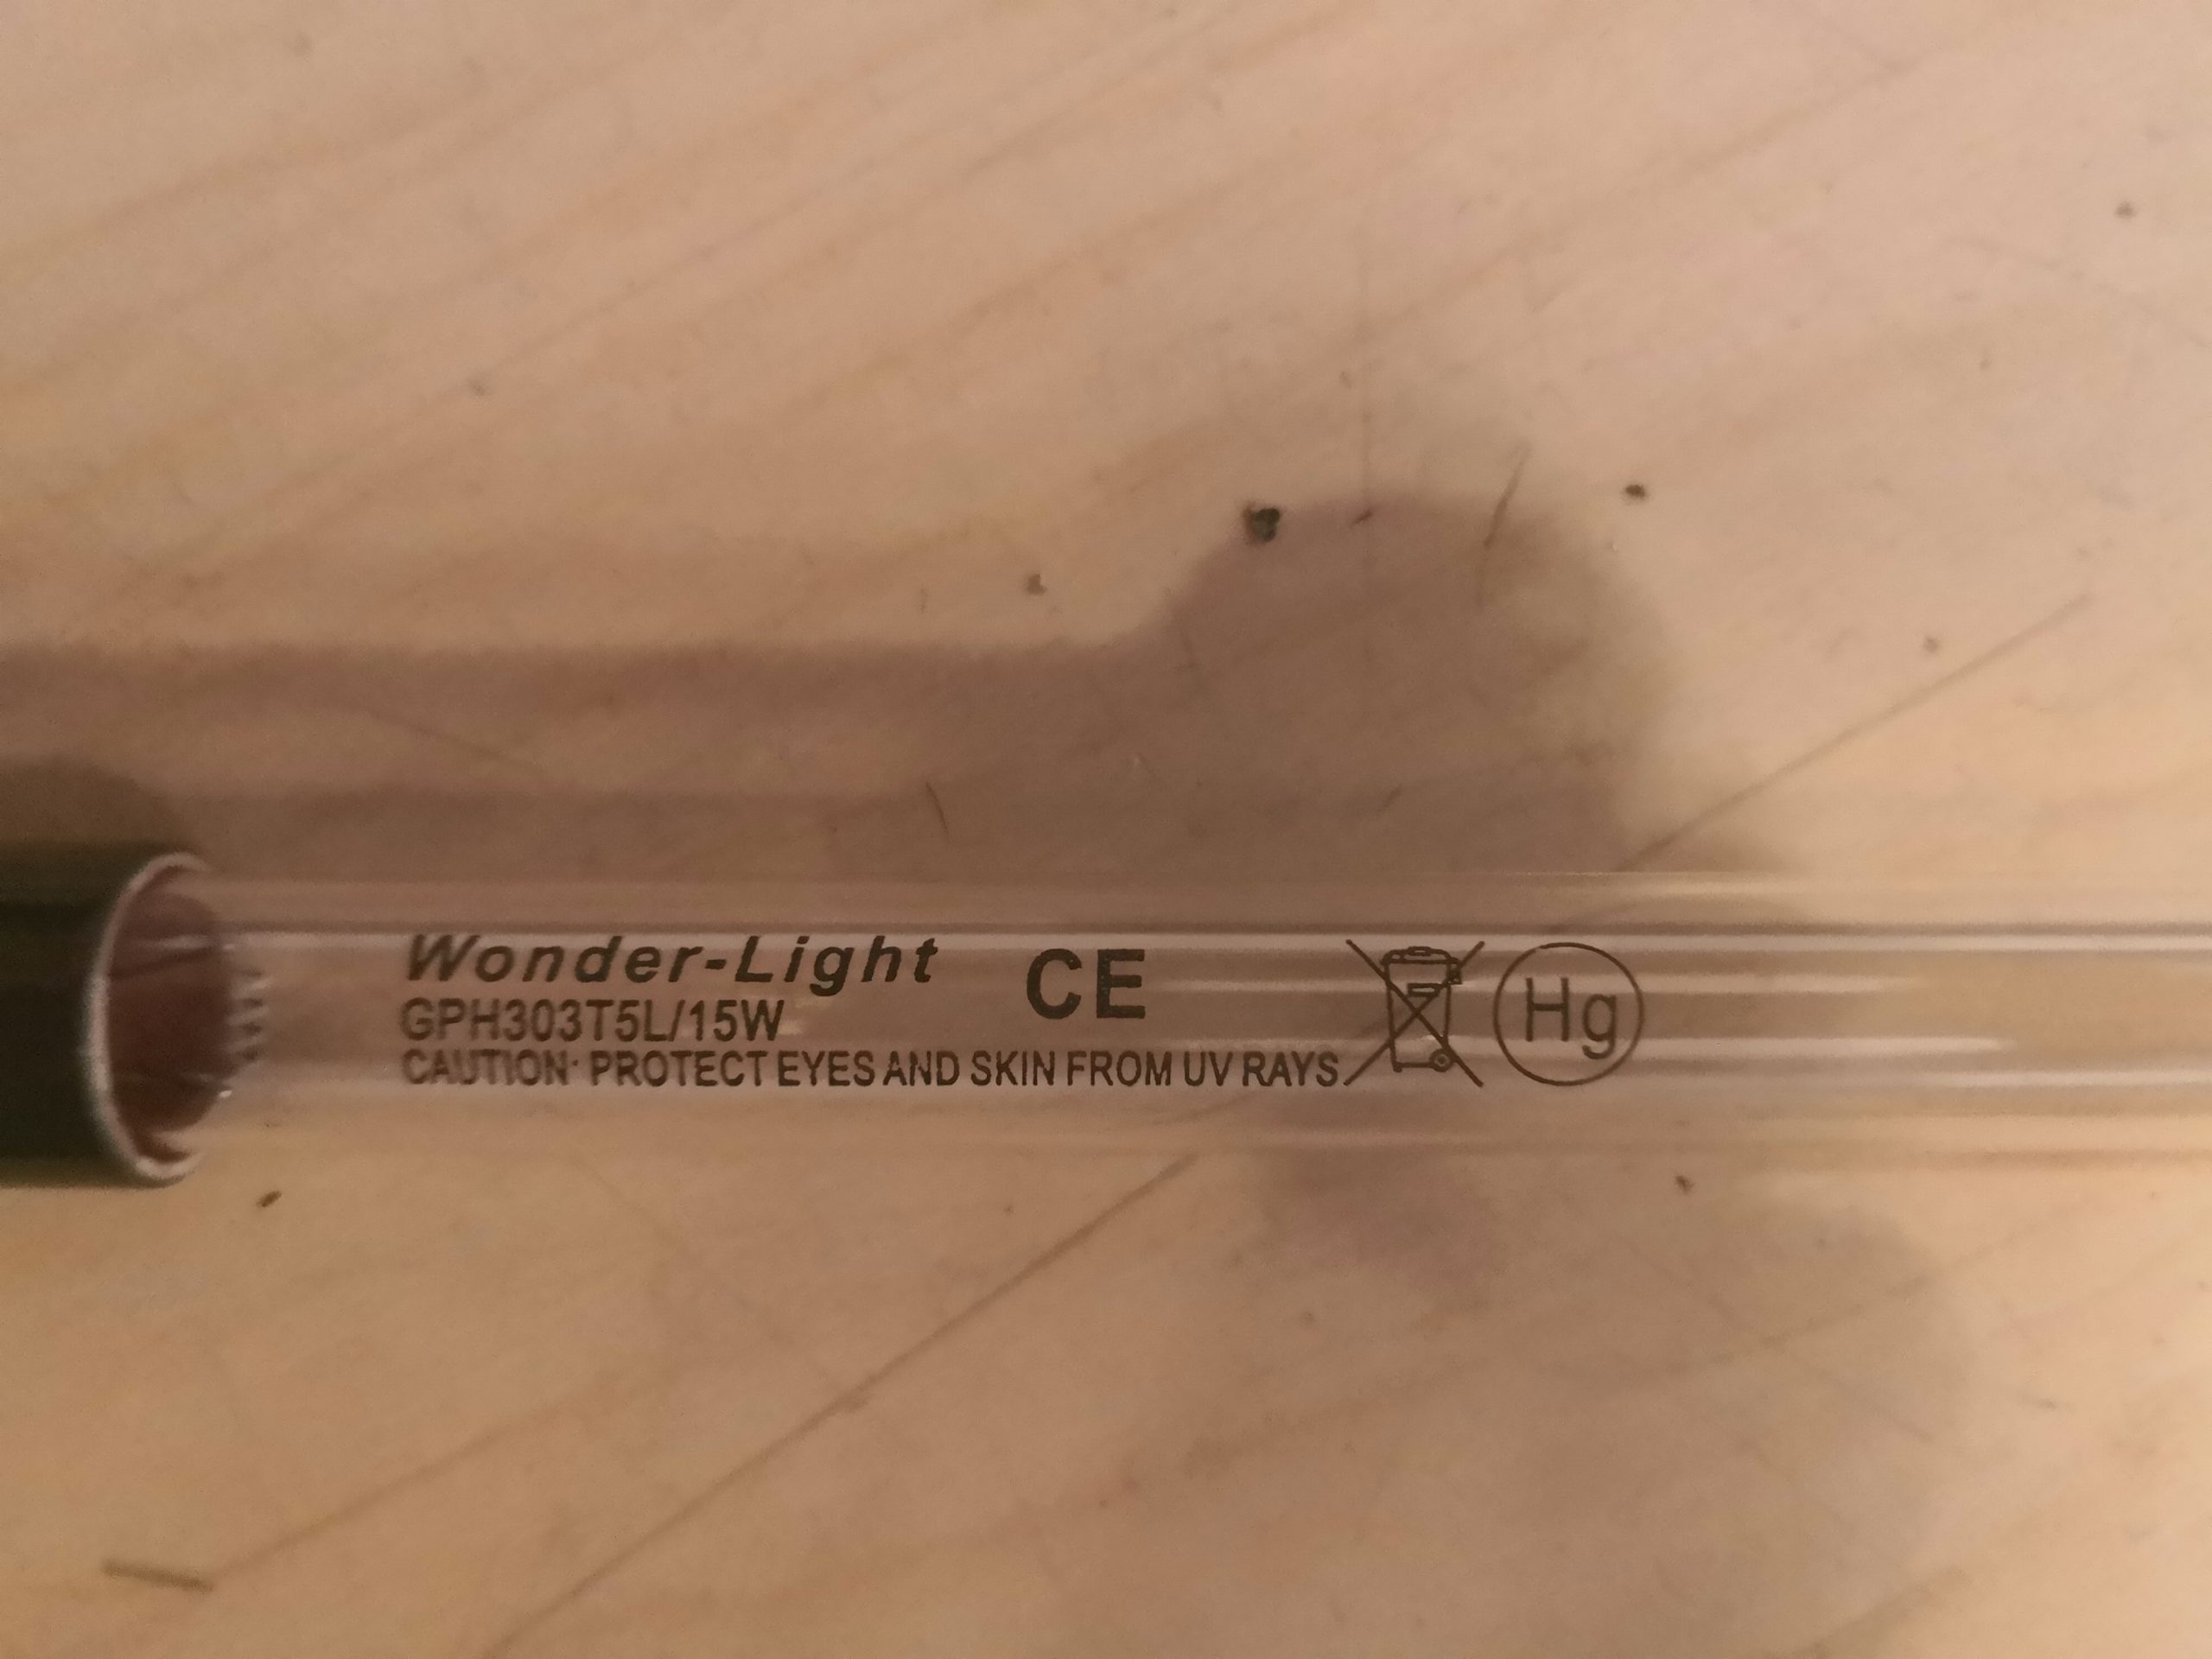 Wonder-Light CE Hg
GPH303T5L/15W
CAUTION: PROTECT EYES AND SKIN FROM UV RAYS